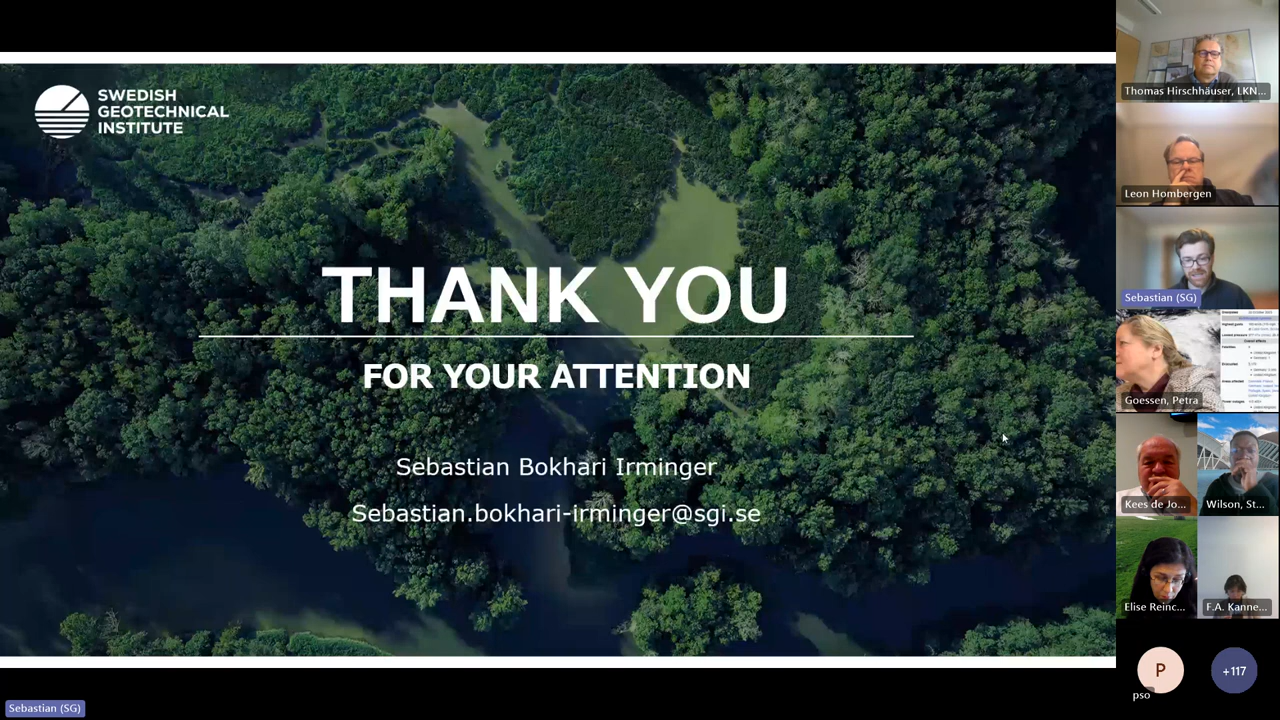 SWEDISH
GEOTECHNICAL
INSTITUTE
THANK YOU
FOR YOUR ATTENTION
Sebastian Bokhari Irminger
Sebastian.bokhari-irminger@sgi.se
Sebastian (SG)
Thomas Hirschhäuser, LKN...
Leon Hombergen
Sebastian (SG)
Goessen, Petra
Kees de Jo...
Wilson, St...
Elise Reinc...
F.A. Kanne...
P
pso
+117